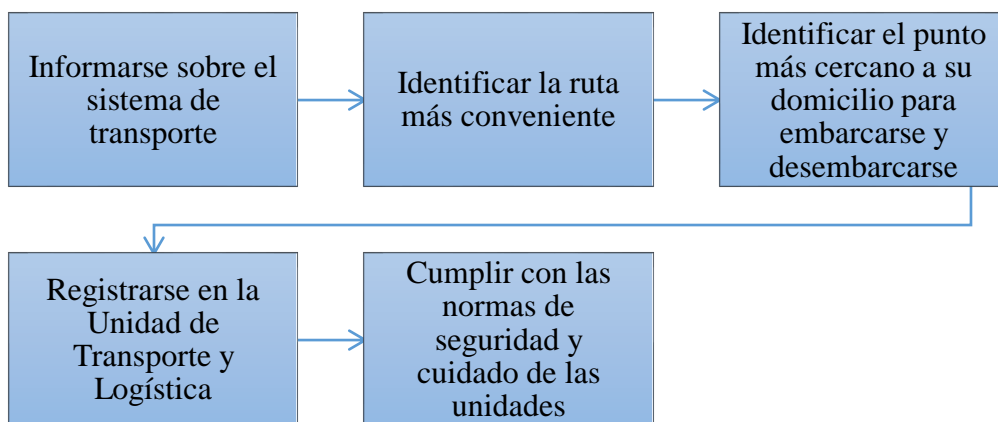 Informarse sobre el
sistema de
transporte
Identificar la ruta
más conveniente
Identificar el punto
más cercano a su
domicilio para
embarcarse y
desembarcarse
Registrarse en la
Unidad de
Transporte y
Logística
Cumplir con las
normas de
seguridad y
cuidado de las
unidades